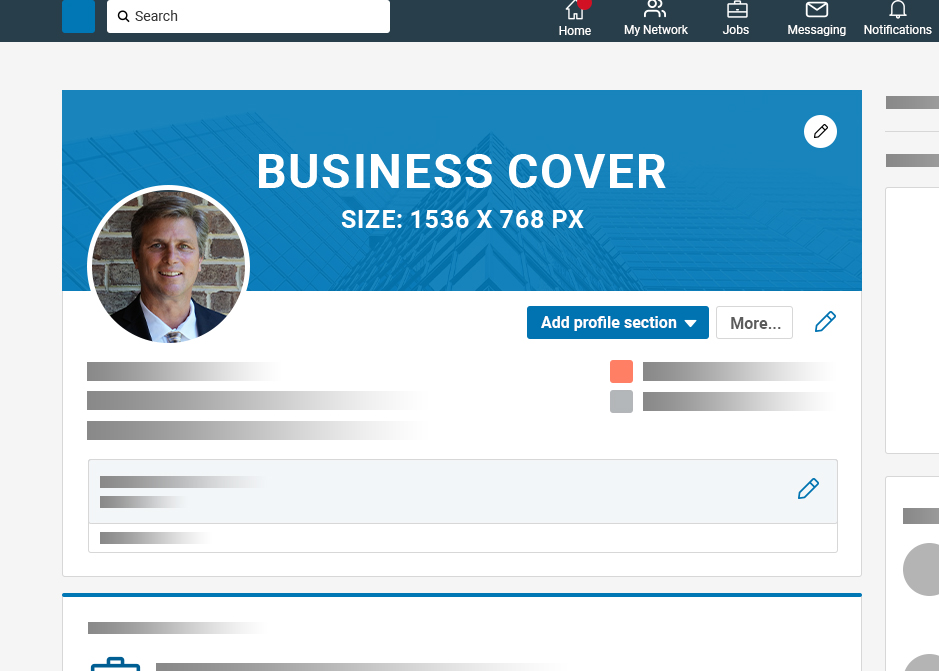 Search
Home
My Network
Jobs
Messaging
Notifications
BUSINESS COVER
SIZE: 1536 X 768 PX
Add profile section
More...